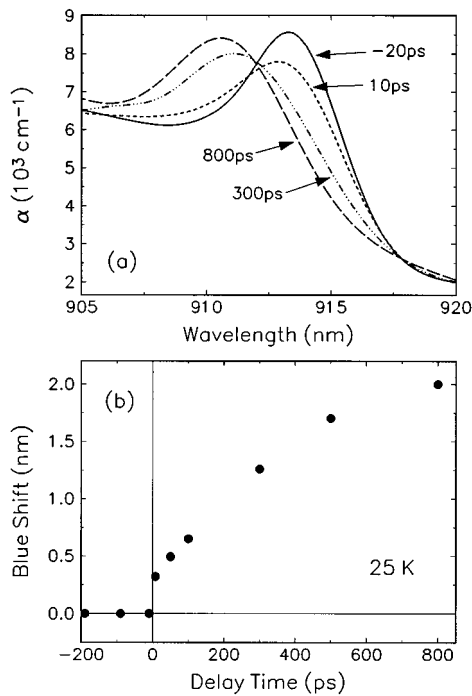 9
8
7
6
5
4
3
2
α (10³ cm⁻¹)
−20ps
10ps
800ps
300ps
(a)
905 910 915 920
Wavelength (nm)
(b)
2.0
1.5
1.0
0.5
0.0
Blue Shift (nm)
25 K
−200 0 200 400 600 800
Delay Time (ps)